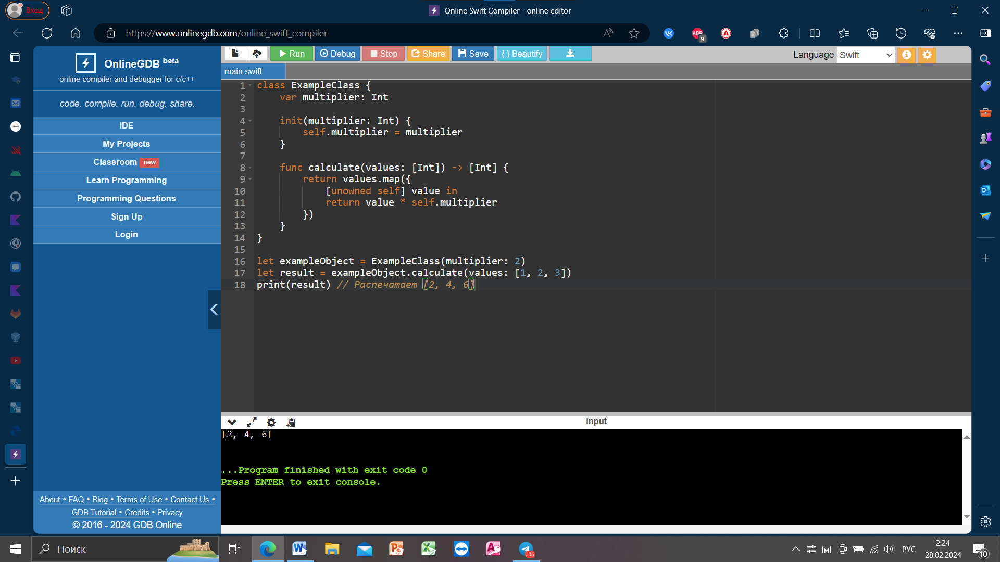 Вход
Online Swift Compiler - online editor
https://www.onlinegdb.com/online_swift_compiler
ABP
9
OnlineGDB beta
online compiler and debugger for c/c++
code. compile. run. debug. share.
IDE
My Projects
Classroom new
Learn Programming
Programming Questions
Sign Up
Login
About • FAQ • Blog • Terms of Use • Contact Us •
GDB Tutorial • Credits • Privacy
© 2016 - 2024 GDB Online
Run Debug Stop Share Save { } Beautify
Language Swift
main.swift
1 class ExampleClass {
2     var multiplier: Int
3
4     init(multiplier: Int) {
5         self.multiplier = multiplier
6     }
7
8     func calculate(values: [Int]) -> [Int] {
9         return values.map({
10             [unowned self] value in
11             return value * self.multiplier
12         })
13     }
14 }
15
16 let exampleObject = ExampleClass(multiplier: 2)
17 let result = exampleObject.calculate(values: [1, 2, 3])
18 print(result) // Распечатает [2, 4, 6]
input
[2, 4, 6]
...Program finished with exit code 0
Press ENTER to exit console.
Поиск
..06
РУС
2:24
28.02.2024
10